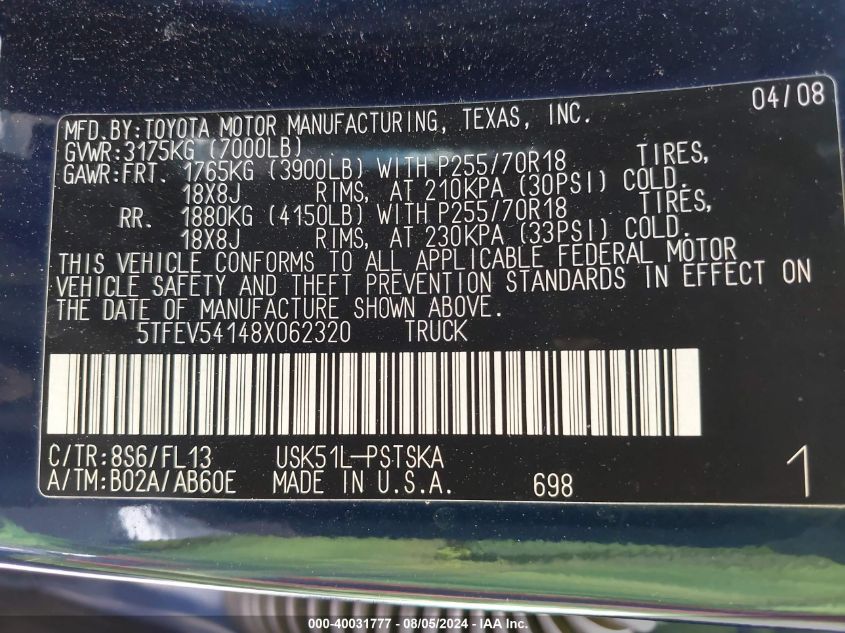 04/08
MFD.BY:TOYOTA MOTOR MANUFACTURING, TEXAS, INC.
GVWR:3175KG (7000LB)
GAWR:FRT. 1765KG (3900LB) WITH P255/70R18 TIRES,
18X8J RIMS, AT 210KPA (30PSI) COLD.
RR. 1880KG (4150LB) WITH P255/70R18 TIRES,
18X8J RIMS, AT 230KPA (33PSI) COLD.
THIS VEHICLE CONFORMS TO ALL APPLICABLE FEDERAL MOTOR
VEHICLE SAFETY AND THEFT PREVENTION STANDARDS IN EFFECT ON
THE DATE OF MANUFACTURE SHOWN ABOVE.
5TFEV54148X062320 TRUCK
C/TR:8S6/FL13 USK51L-PSTSKA
A/TM:B02A/AB60E MADE IN U.S.A. 698 1
000-40031777 - 08/05/2024 - IAA Inc.